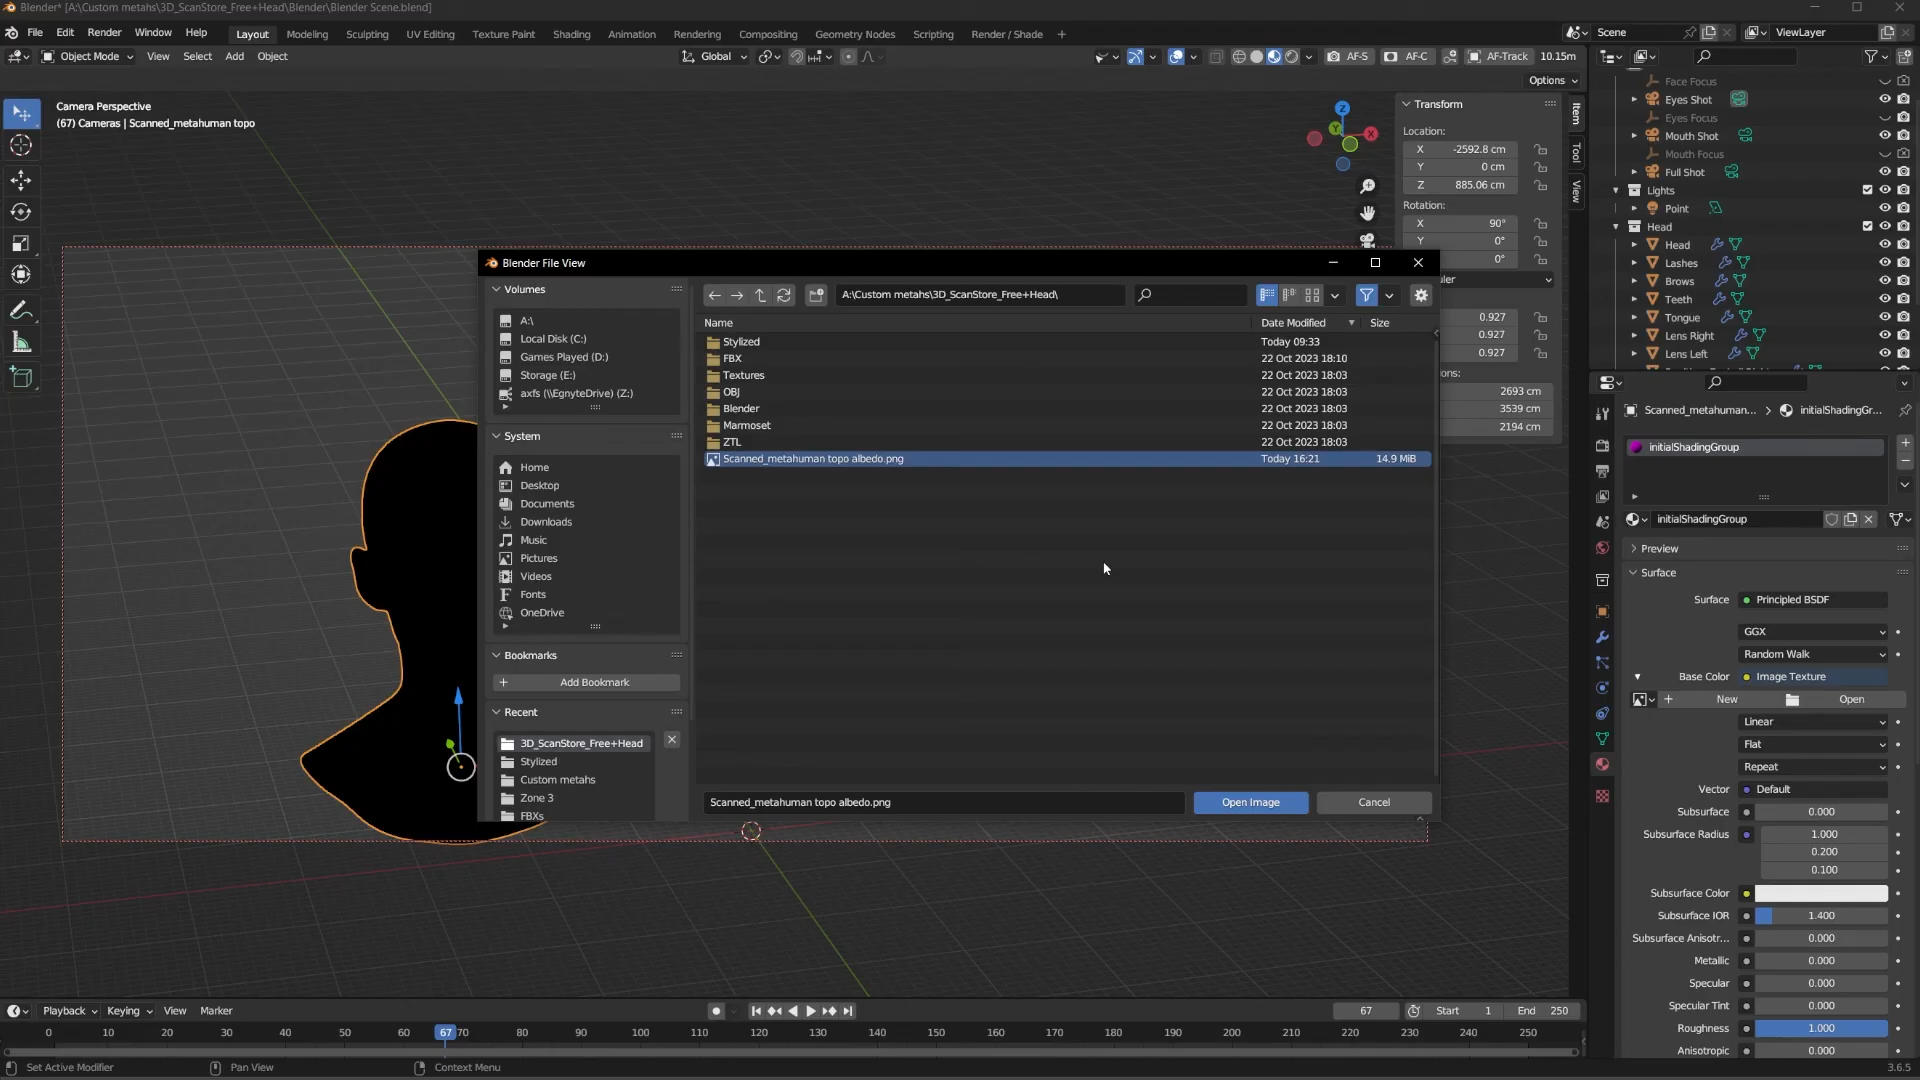 Blender* [A:\Custom metahs\3D_ScanStore_Free+Head\Blender\Blender Scene.blend]
File Edit Render Window Help Layout Modeling Sculpting UV Editing Texture Paint Shading Animation Rendering Compositing Geometry Nodes Scripting Render / Shade + Scene ViewLayer
Object Mode View Select Add Object Global AF-S AF-C AF-Track 10.15m
Options
Camera Perspective
(67) Cameras | Scanned_metahuman topo
Z
Y
X
Transform
Location:
X -2592.8 cm
Y 0 cm
Z 885.06 cm
Rotation:
X 90°
Y 0°
0°
uler
0.927
0.927
0.927
ons:
2693 cm
3539 cm
2194 cm
Item
Tool
View
Blender File View
Volumes
A:\
Local Disk (C:)
Games Played (D:)
Storage (E:)
axfs (\\EgnyteDrive) (Z:)
System
Home
Desktop
Documents
Downloads
Music
Pictures
Videos
Fonts
OneDrive
Bookmarks
+ Add Bookmark
Recent
3D_ScanStore_Free+Head
Stylized
Custom metahs
Zone 3
FBXs
A:\Custom metahs\3D_ScanStore_Free+Head\
Name Date Modified Size
Stylized Today 09:33
FBX 22 Oct 2023 18:10
Textures 22 Oct 2023 18:03
OBJ 22 Oct 2023 18:03
Blender 22 Oct 2023 18:03
Marmoset 22 Oct 2023 18:03
ZTL 22 Oct 2023 18:03
Scanned_metahuman topo albedo.png Today 16:21 14.9 MiB
Scanned_metahuman topo albedo.png Open Image Cancel
Face Focus
Eyes Shot
Eyes Focus
Mouth Shot
Mouth Focus
Full Shot
Lights
Point
Head
Head
Lashes
Brows
Teeth
Tongue
Lens Right
Lens Left
Scanned_metahuman... > initialShadingGr...
initialShadingGroup
initialShadingGroup
Preview
Surface
Surface Principled BSDF
GGX
Random Walk
Base Color Image Texture
+ New Open
Linear
Flat
Repeat
Vector Default
Subsurface 0.000
Subsurface Radius 1.000
0.200
0.100
Subsurface Color
Subsurface IOR 1.400
Subsurface Anisotr... 0.000
Metallic 0.000
Specular 0.000
Specular Tint 0.000
Roughness 1.000
Anisotropic 0.000
Playback Keying View Marker 67 Start 1 End 250
0 10 20 30 40 50 60 67 70 80 90 100 110 120 130 140 150 160 170 180 190 200 210 220 230 240 250
Set Active Modifier Pan View Context Menu 3.6.5